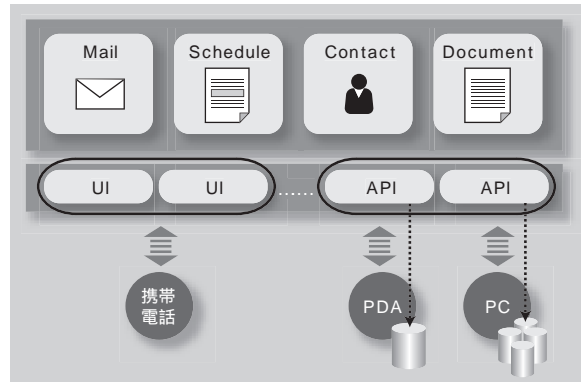 Mail
Schedule
Contact
Document
UI
UI
......
API
API
携帯
電話
PDA
PC